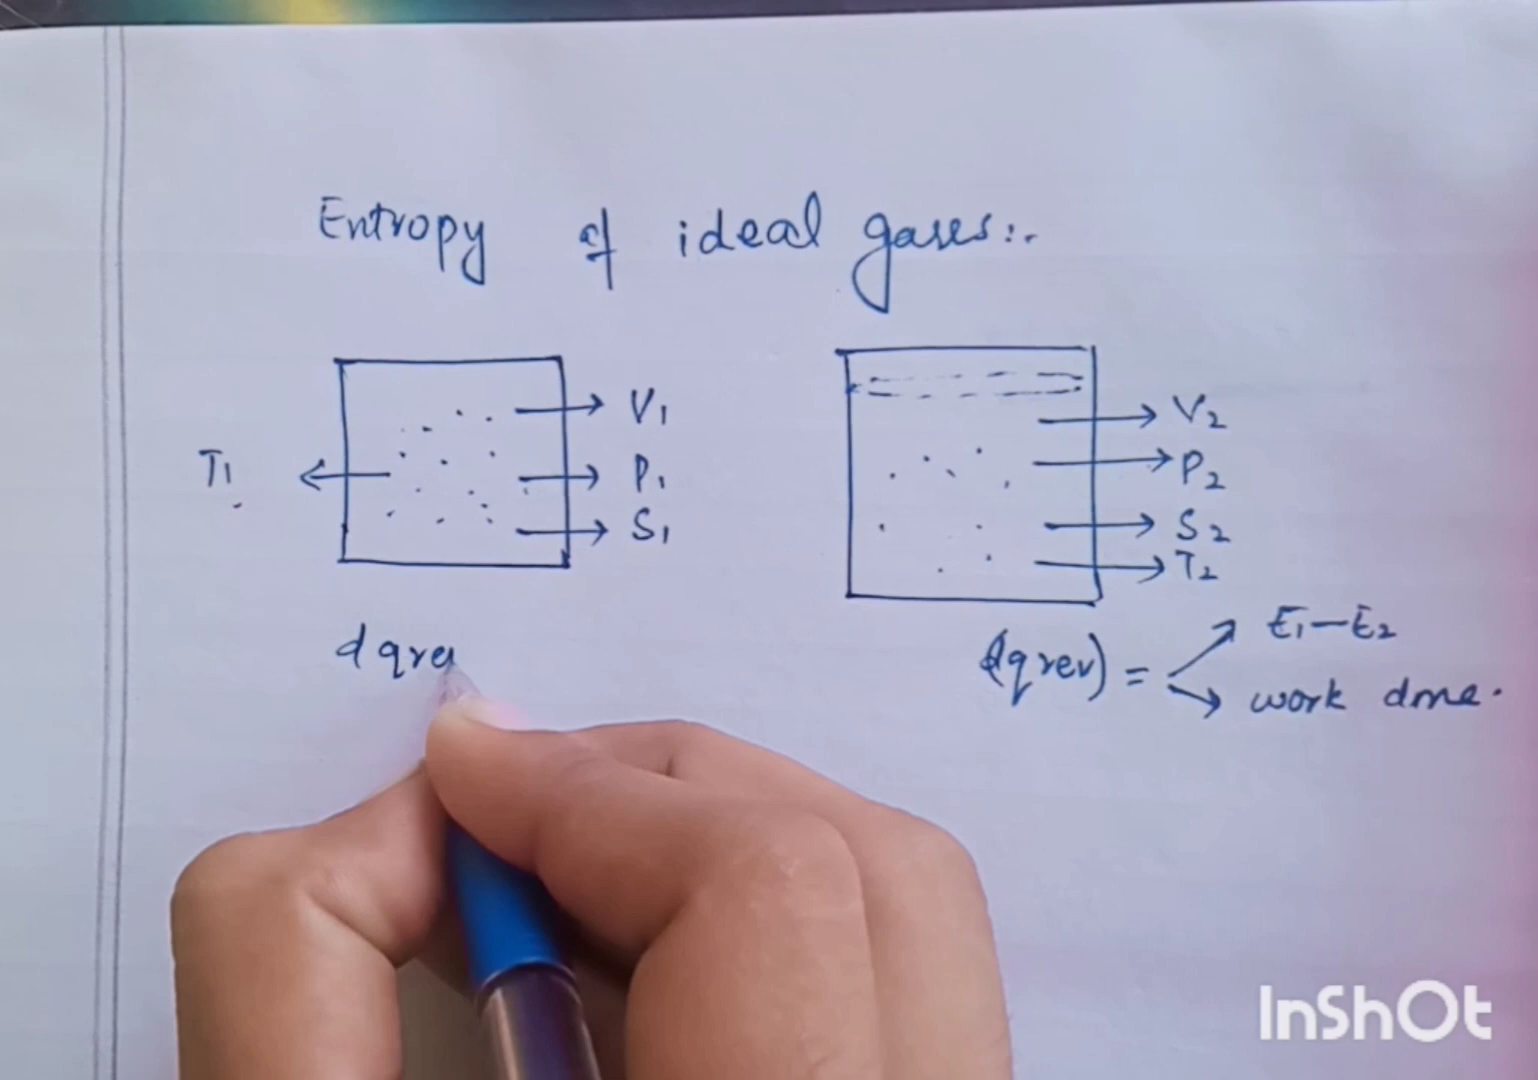 Entropy of ideal gases:-
T1
V1
P1
S1
V2
P2
S2
T2
dqre
(dqrev) =
E1-E2
work done.
InShOt